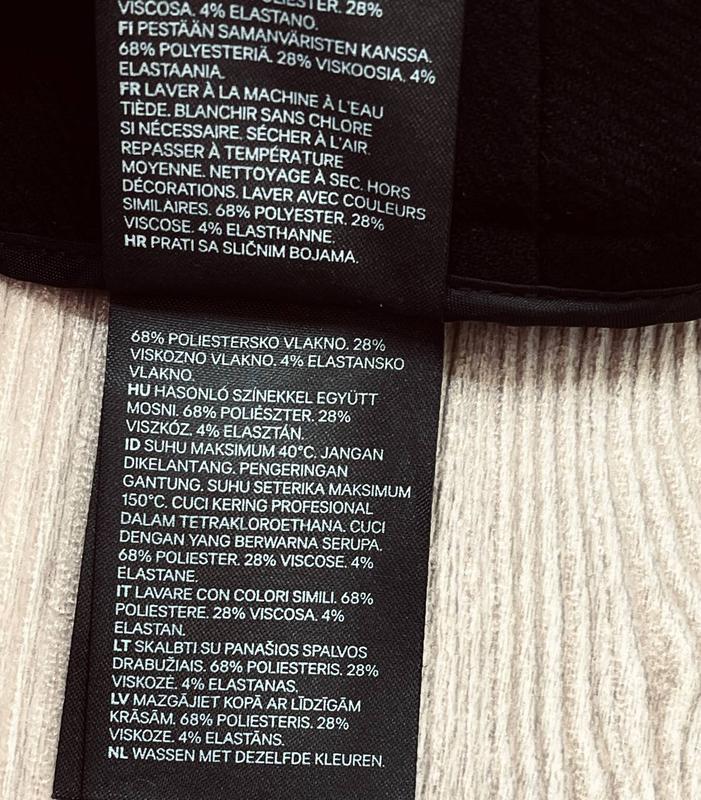 POLIESTER. 28%
VISCOSA. 4% ELASTANO.
FI PESTÄÄN SAMANVÄRISTEN KANSSA.
68% POLYESTERIÄ. 28% VISKOOSIA. 4%
ELASTAANIA.
FR LAVER À LA MACHINE À L'EAU
TIÈDE. BLANCHIR SANS CHLORE
SI NÉCESSAIRE. SÉCHER À L'AIR.
REPASSER À TEMPÉRATURE
MOYENNE. NETTOYAGE À SEC. HORS
DÉCORATIONS. LAVER AVEC COULEURS
SIMILAIRES. 68% POLYESTER. 28%
VISCOSE. 4% ELASTHANNE.
HR PRATI SA SLIČNIM BOJAMA.
68% POLIESTERSKO VLAKNO. 28%
VISKOZNO VLAKNO. 4% ELASTANSKO
VLAKNO.
HU HASONLÓ SZÍNEKKEL EGYÜTT
MOSNI. 68% POLIÉSZTER. 28%
VISZKÓZ. 4% ELASZTÁN.
ID SUHU MAKSIMUM 40°C. JANGAN
DIKELANTANG. PENGERINGAN
GANTUNG. SUHU SETERIKA MAKSIMUM
150°C. CUCI KERING PROFESIONAL
DALAM TETRAKLOROETHANA. CUCI
DENGAN YANG BERWARNA SERUPA.
68% POLIESTER. 28% VISCOSE. 4%
ELASTANE.
IT LAVARE CON COLORI SIMILI. 68%
POLIESTERE. 28% VISCOSA. 4%
ELASTAN.
LT SKALBTI SU PANAŠIOS SPALVOS
DRABUŽIAIS. 68% POLIESTERIS. 28%
VISKOZĖ. 4% ELASTANAS.
LV MAZGĀJIET KOPĀ AR LĪDZĪGĀM
KRĀSĀM. 68% POLIESTERIS. 28%
VISKOZE. 4% ELASTĀNS.
NL WASSEN MET DEZELFDE KLEUREN.